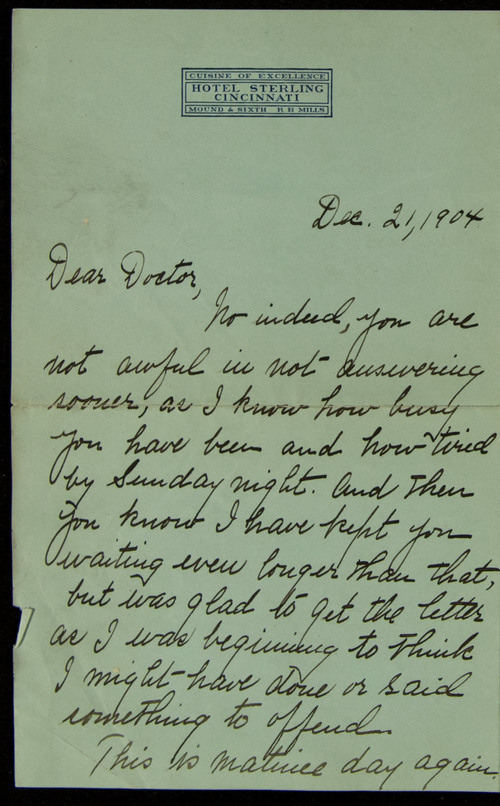 CUISINE OF EXCELLENCE
HOTEL STERLING
CINCINNATI
MOUND & SIXTH R H MILLS
Dec. 21, 1904
Dear Doctor,
No indeed, you are
not awful in not answering
sooner, as I know how busy
you have been and how tired
by Sunday night. And then
you know I have kept you
waiting even longer than that,
but was glad to get the letter
as I was beginning to think
I might have done or said
something to offend.
This is matinee day again.